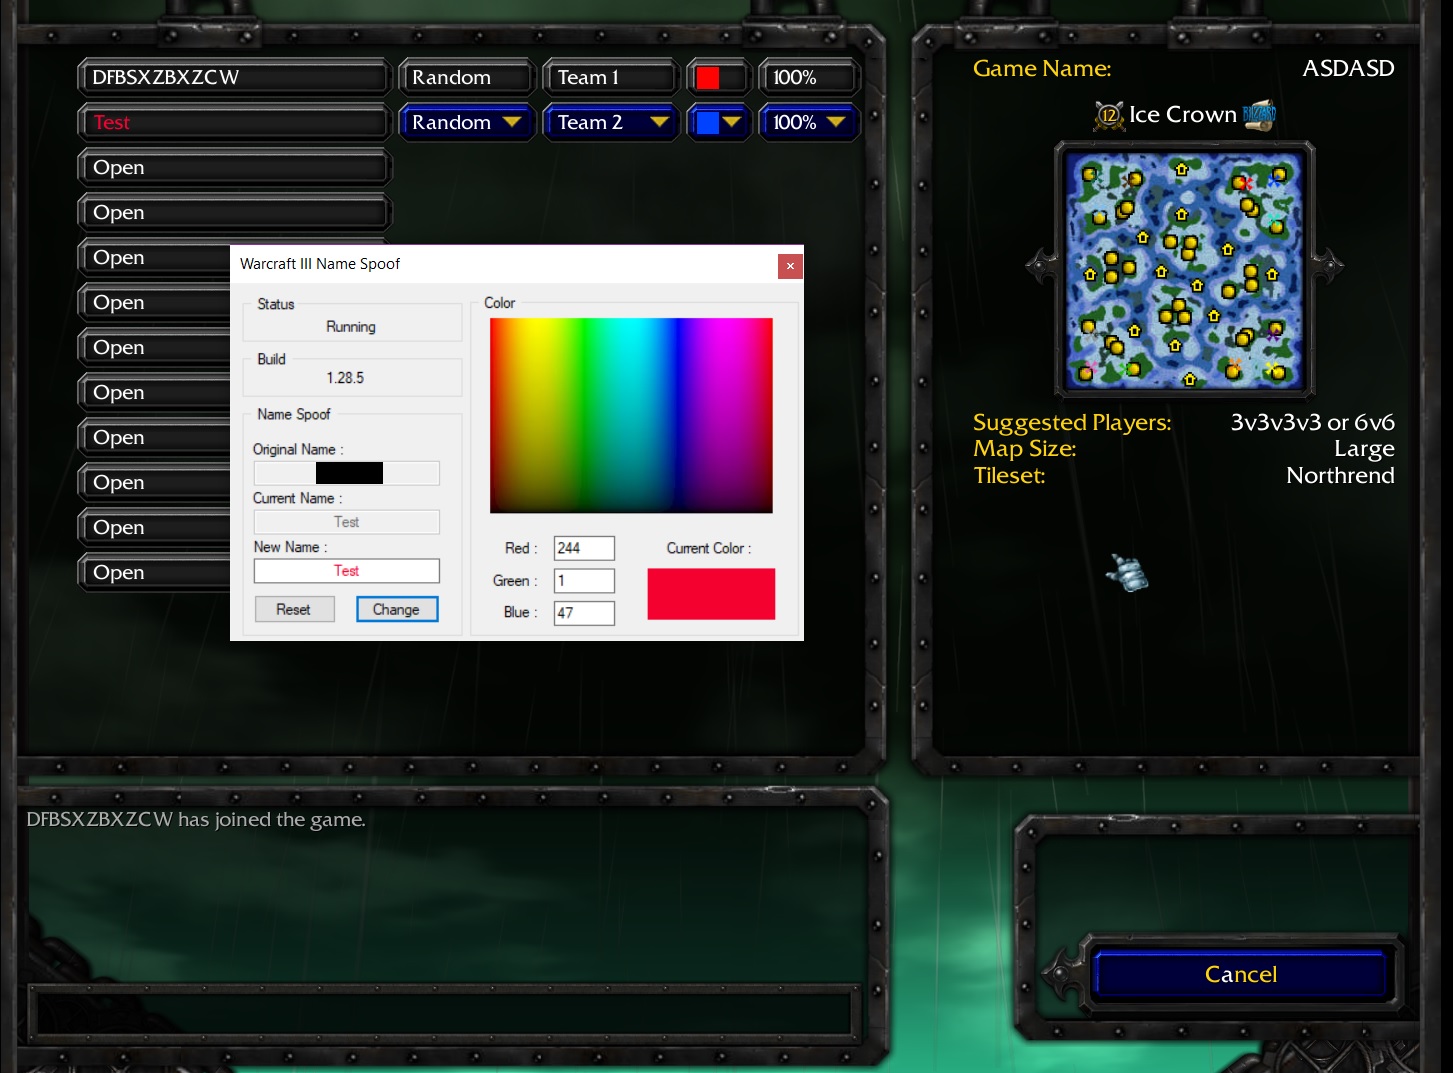 DFBSXZBXZCW Random Team 1 100%
Test Random Team 2 100%
Open
Open
Open
Open
Open
Open
Open
Open
Open
Open
Warcraft III Name Spoof
×
Status
Running
Build
1.28.5
Name Spoof
Original Name :
Current Name :
Test
New Name :
Test
Reset Change
Color
Red : 244
Green : 1
Blue : 47
Current Color :
Game Name: ASDASD
12 Ice Crown BLIZZARD
Suggested Players: 3v3v3v3 or 6v6
Map Size: Large
Tileset: Northrend
DFBSXZBXZCW has joined the game.
Cancel